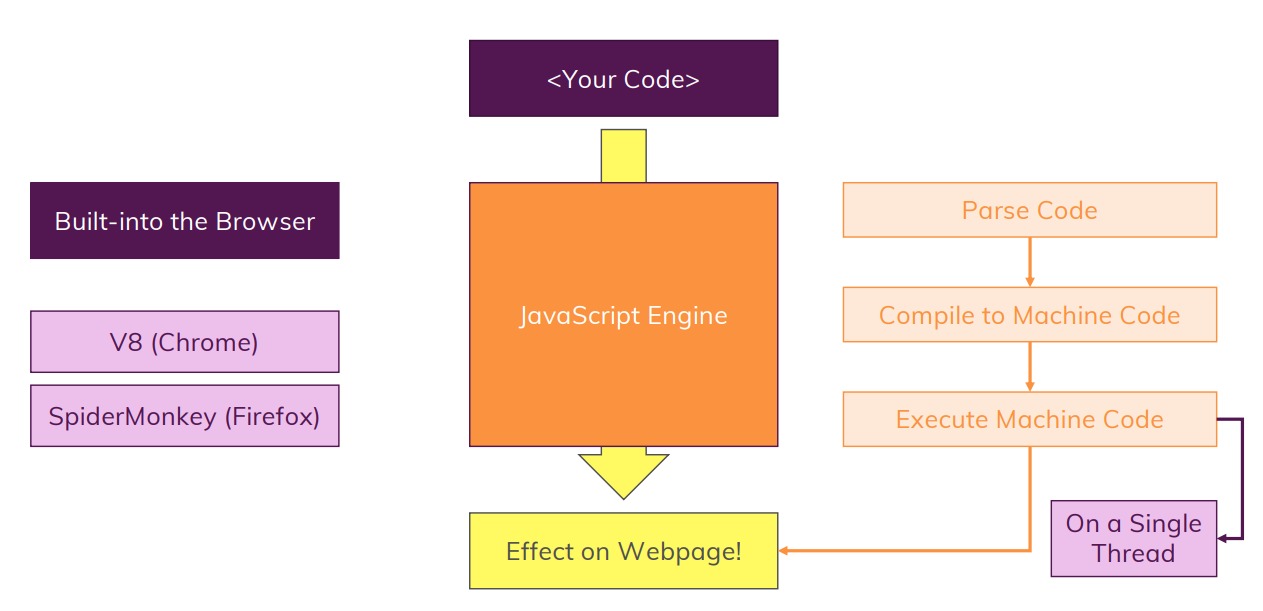 <Your Code>
Built-into the Browser
V8 (Chrome)
SpiderMonkey (Firefox)
JavaScript Engine
Parse Code
Compile to Machine Code
Execute Machine Code
On a Single
Thread
Effect on Webpage!